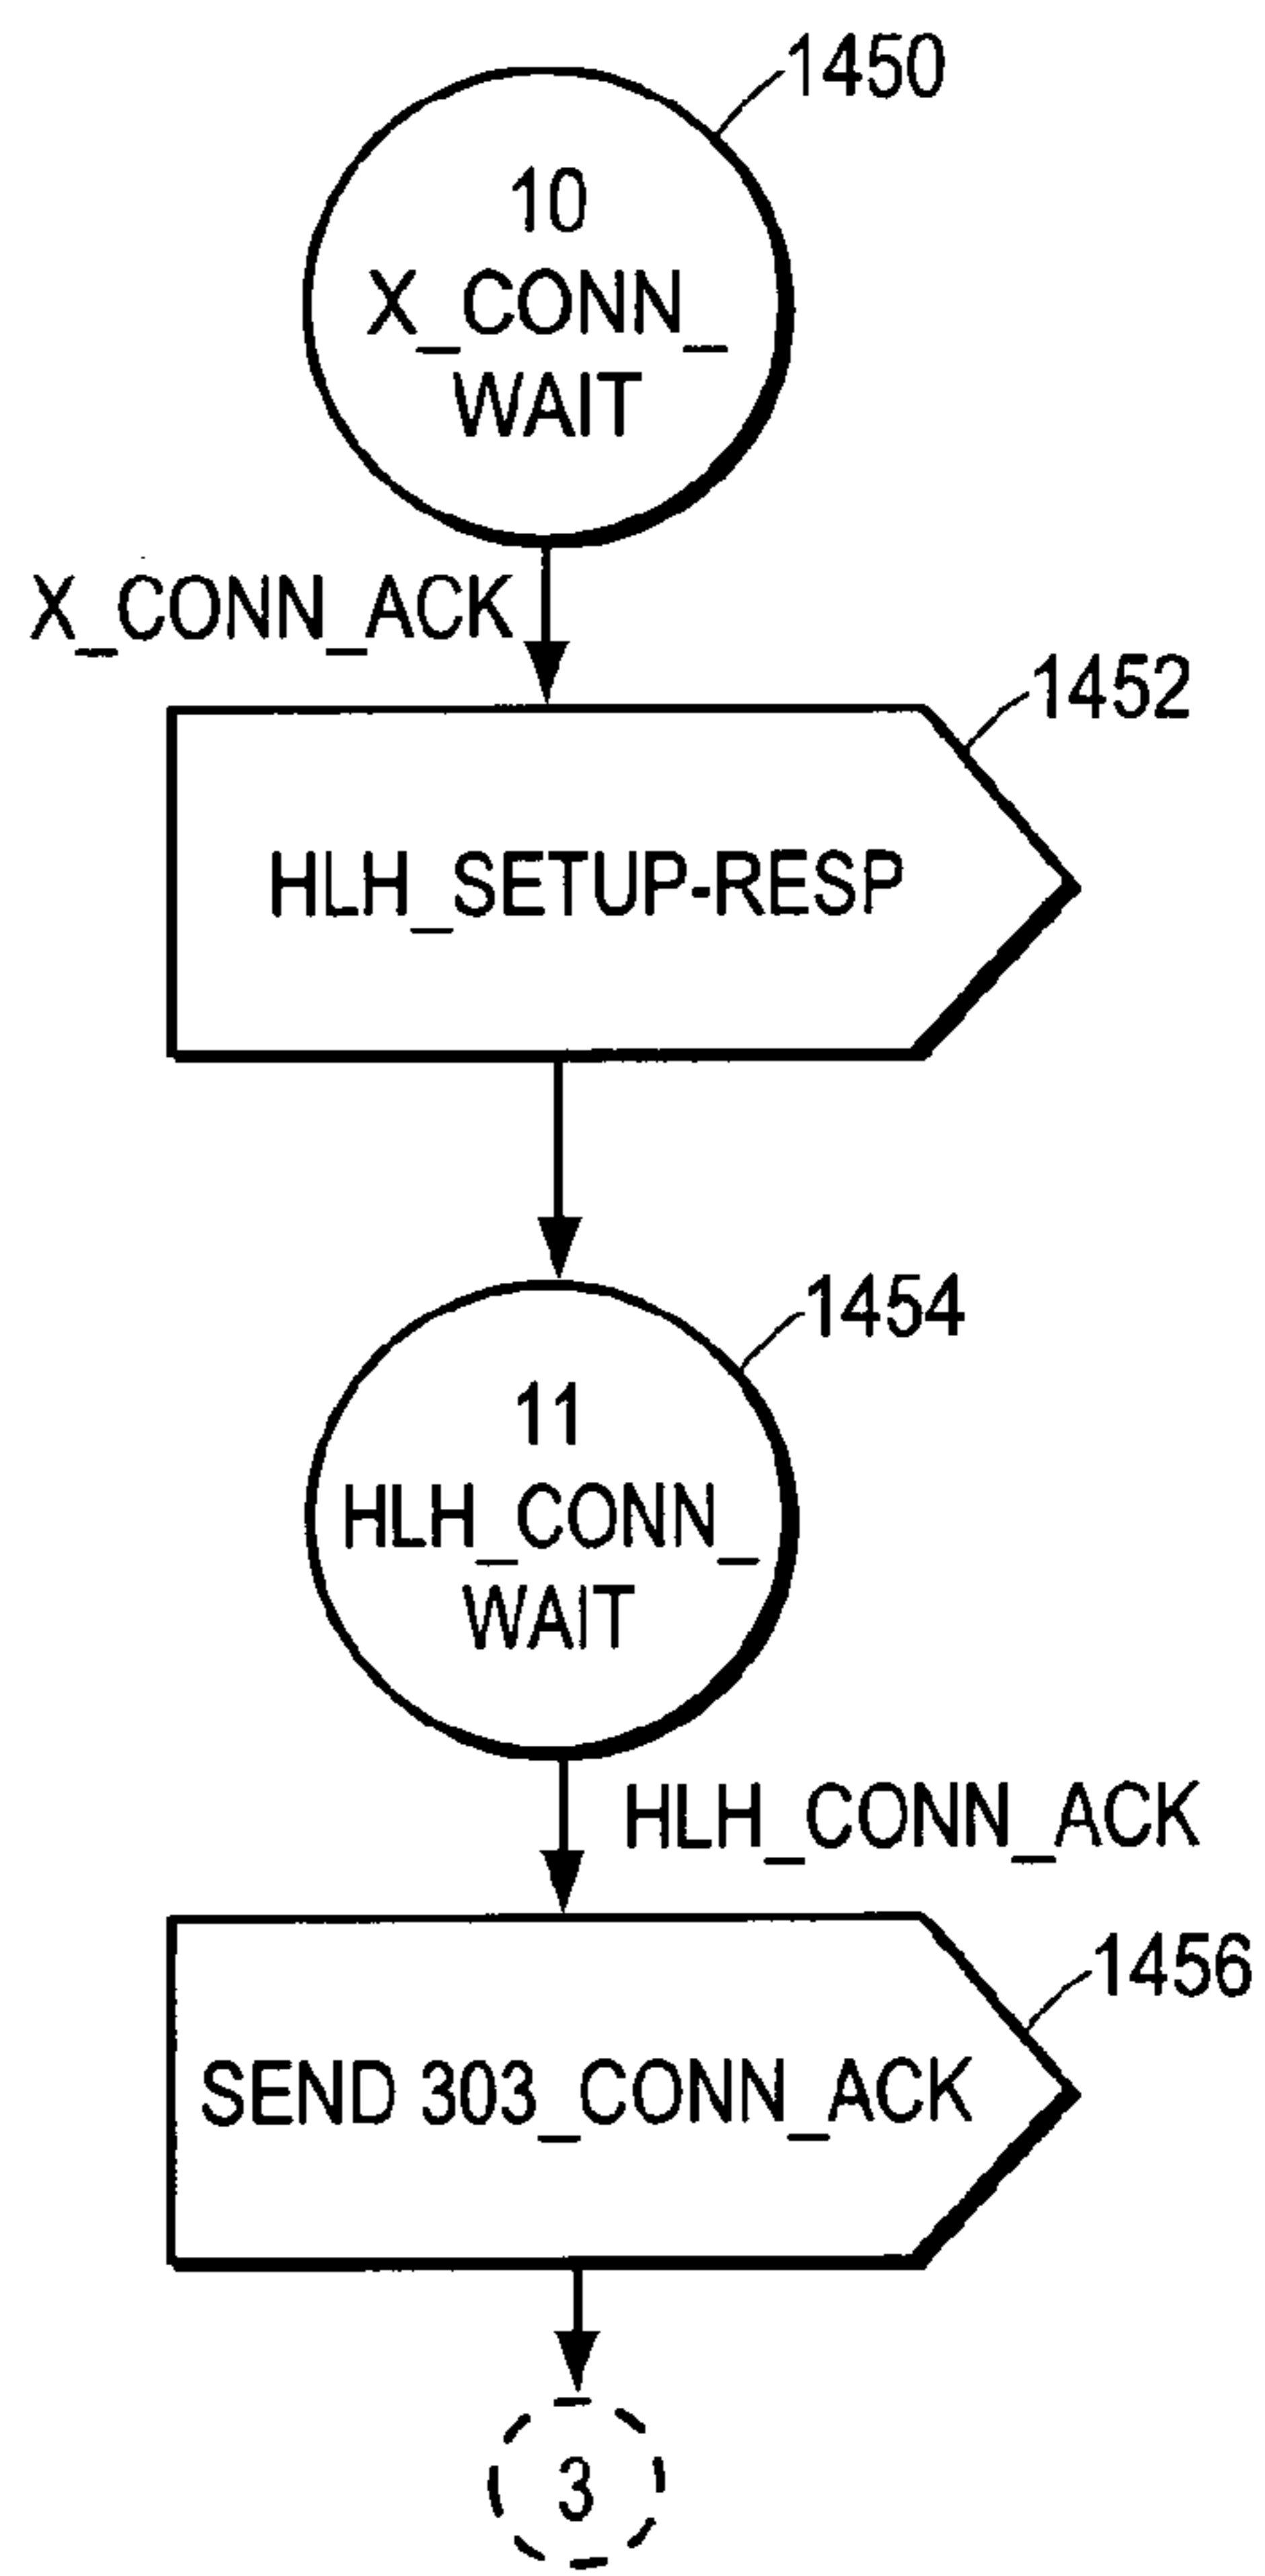 1450
10
X_CONN_
WAIT
X_CONN_ACK
1452
HLH_SETUP-RESP
1454
11
HLH_CONN_
WAIT
HLH_CONN_ACK
1456
SEND 303_CONN_ACK
3